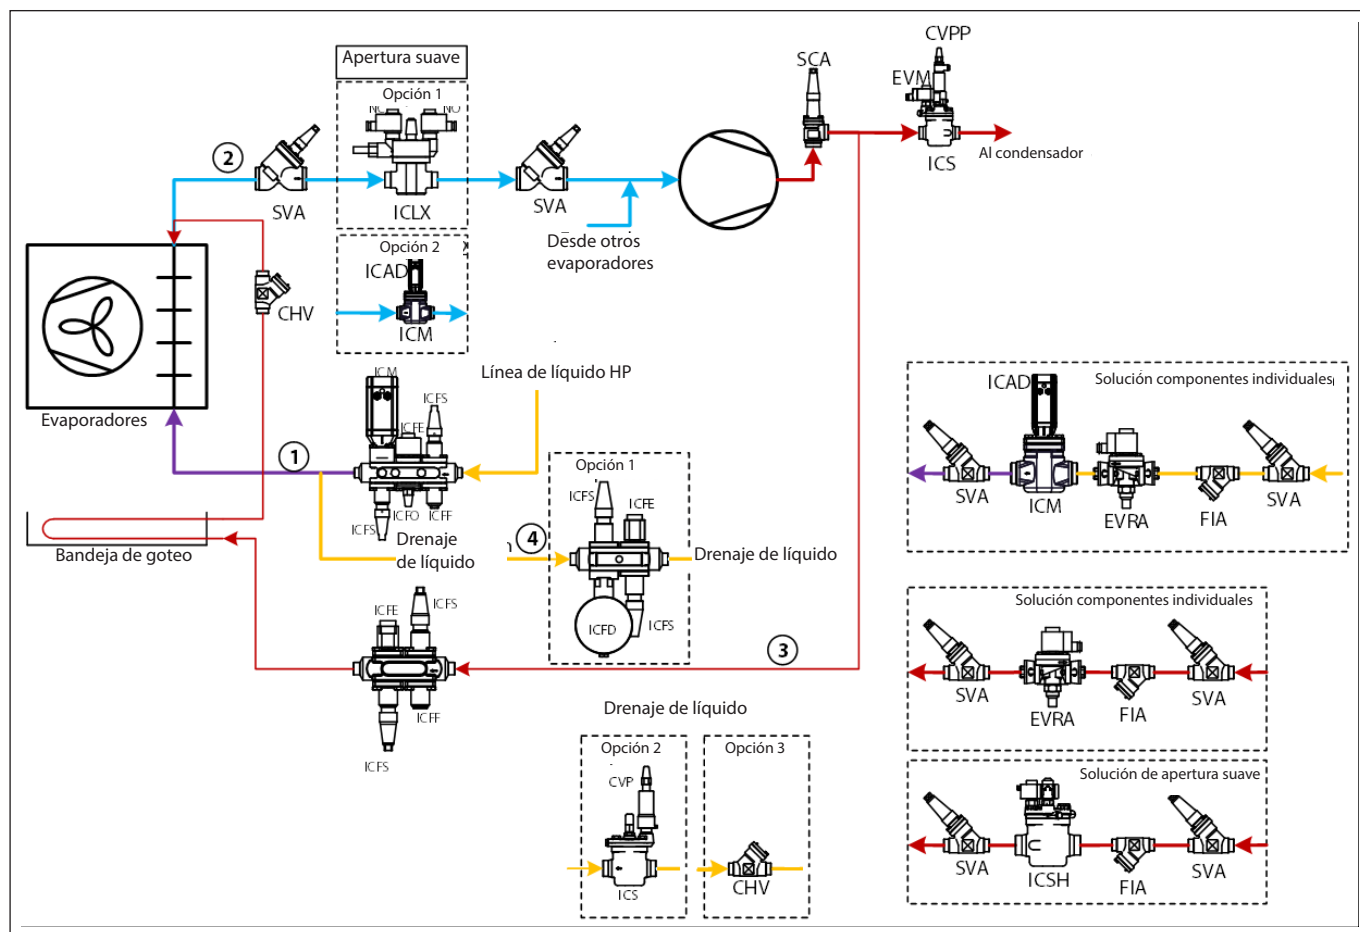 CVPP
SCA
EVM
Apertura suave
Opción 1
NC
NO
2
Al condensador
ICS
SVA
ICLX
SVA
Desde otros
evaporadores
Opción 2
ICAD
CHV
ICM
Línea de líquido HP
ICM
ICFS
ICFE
Evaporadores
1
ICFS
ICFO
ICFF
Drenaje
de líquido
Bandeja de goteo
4
Opción 1
ICFS
ICFE
Drenaje de líquido
ICFD
ICFS
ICAD
Solución componentes individuales
SVA
ICM
EVRA
FIA
SVA
ICFE
ICFS
ICFF
ICFS
3
Solución componentes individuales
SVA
EVRA
FIA
SVA
Drenaje de líquido
Opción 2
CVP
ICS
Opción 3
CHV
Solución de apertura suave
SVA
ICSH
FIA
SVA